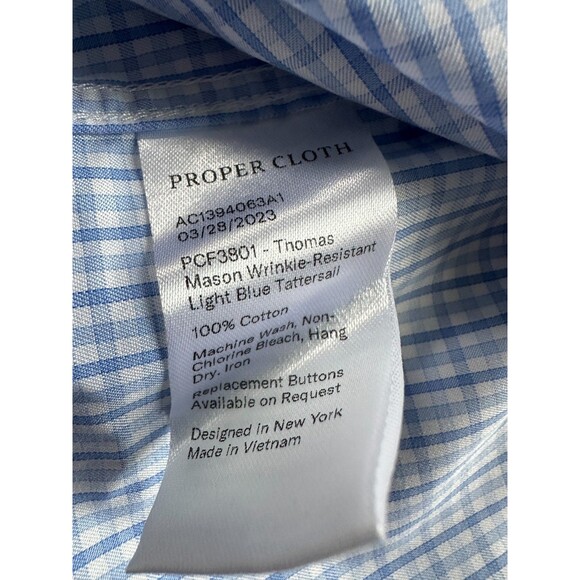 PROPER CLOTH
AC1394063A1
03/28/2023
PCF3801 - Thomas
Mason Wrinkle-Resistant
Light Blue Tattersall
100% Cotton
Machine Wash, Non-
Chlorine Bleach, Hang
Dry. Iron
Replacement Buttons
Available on Request
Designed in New York
Made in Vietnam